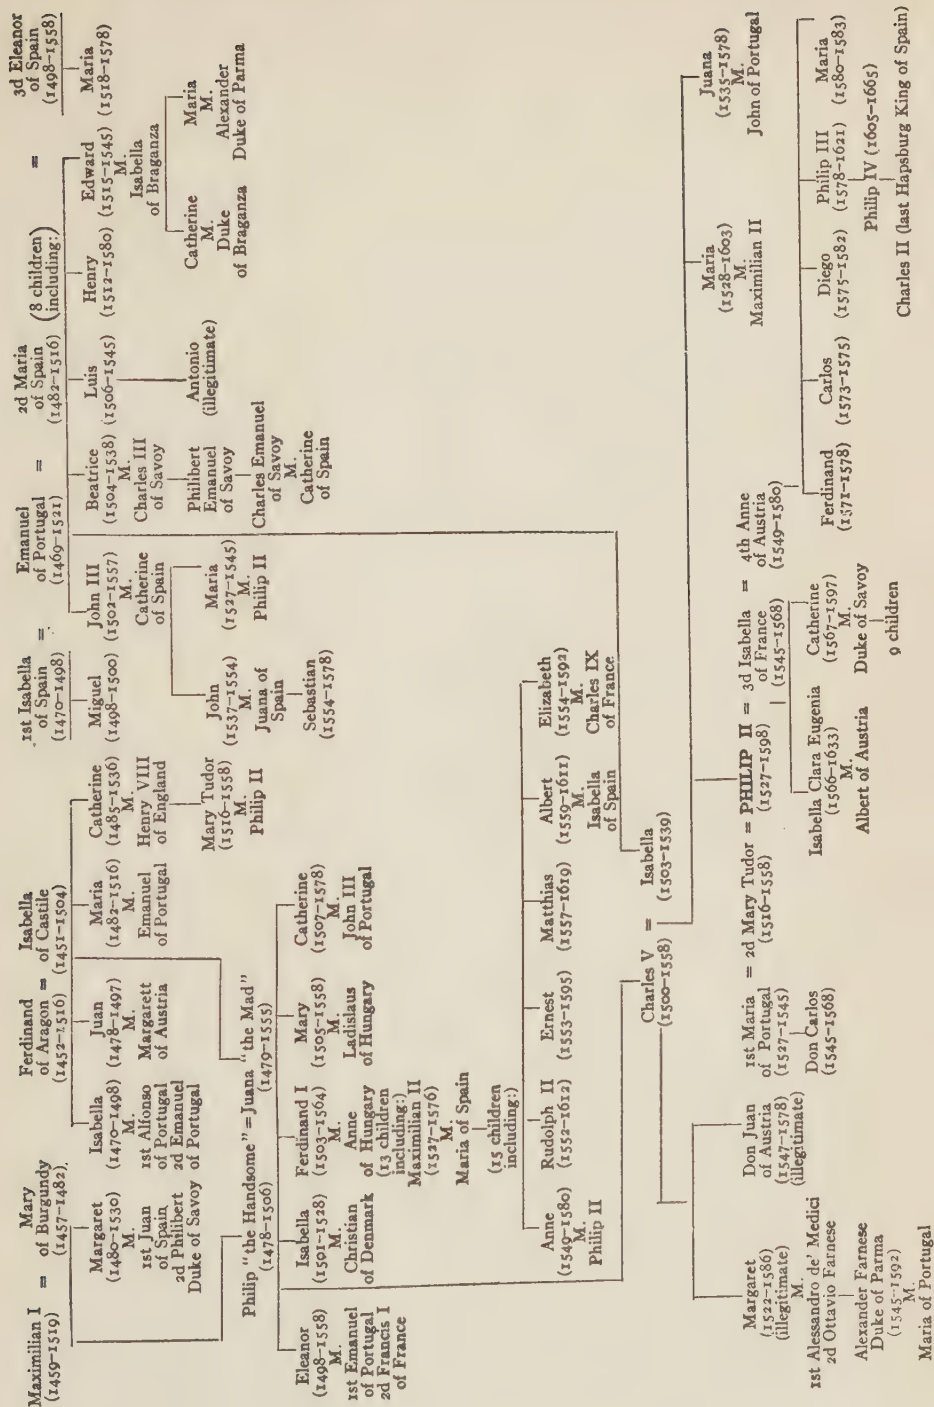 Maximilian I
(1459-1519)
=
Mary
of Burgundy
(1457-1482)
Ferdinand
of Aragon
(1452-1516)
=
Isabella
of Castile
(1451-1504)
1st Isabella
of Spain
(1470-1498)
=
Emanuel
of Portugal
(1469-1521)
=
2d Maria
of Spain
(1482-1516)
(8 children
including:)
=
3d Eleanor
of Spain
(1498-1558)
Margaret
(1480-1530)
M.
1st Juan
of Spain
2d Philibert
Duke of Savoy
Isabella
(1470-1498)
M.
1st Alfonso
of Portugal
2d Emanuel
of Portugal
Juan
(1478-1497)
M.
Margarett
of Austria
Maria
(1482-1516)
M.
Emanuel
of Portugal
Catherine
(1485-1536)
M.
Henry VIII
of England
Mary Tudor
(1516-1558)
M.
Philip II
Miguel
(1498-1500)
John III
(1502-1557)
M.
Catherine
of Spain
John
(1537-1554)
M.
Juana of
Spain
Sebastian
(1554-1578)
Maria
(1527-1545)
M.
Philip II
Beatrice
(1504-1538)
M.
Charles III
of Savoy
Philibert
Emanuel
of Savoy
Charles Emanuel
of Savoy
M.
Catherine
of Spain
Luis
(1506-1545)
Antonio
(illegitimate)
Henry
(1512-1580)
Edward
(1515-1545)
M.
Isabella
of Braganza
Catherine
M.
Duke
of Braganza
Maria
M.
Alexander
Duke of Parma
Maria
(1518-1578)
Philip "the Handsome" = Juana "the Mad"
(1478-1506)
(1479-1555)
Eleanor
(1498-1558)
M.
1st Emanuel
of Portugal
2d Francis I
of France
Isabella
(1501-1528)
M.
Christian
of Denmark
Ferdinand I
(1503-1564)
M.
Anne
of Hungary
(13 children
including:)
Maximilian II
(1527-1576)
M.
Maria of Spain
(15 children
including:)
Mary
(1505-1558)
M.
Ladislaus
of Hungary
Catherine
(1507-1578)
M.
John III
of Portugal
Anne
(1549-1580)
M.
Philip II
Rudolph II
(1552-1612)
Ernest
(1553-1595)
Matthias
(1557-1619)
Albert
(1559-1611)
M.
Isabella
of Spain
Elizabeth
(1554-1592)
M.
Charles IX
of France
Charles V
(1500-1558)
=
Isabella
(1503-1539)
Margaret
(1522-1586)
(illegitimate)
M.
1st Alessandro de' Medici
2d Ottavio Farnese
Alexander Farnese
Duke of Parma
(1545-1592)
M.
Maria of Portugal
Don Juan
of Austria
(1547-1578)
(illegitimate)
1st Maria
of Portugal
(1527-1545)
Don Carlos
(1545-1568)
= 2d Mary Tudor
(1516-1558)
= PHILIP II
(1527-1598)
= 3d Isabella
of France
(1545-1568)
= 4th Anne
of Austria
(1549-1580)
Maria
(1528-1603)
M.
Maximilian II
Juana
(1535-1578)
M.
John of Portugal
Isabella Clara Eugenia
(1566-1633)
M.
Albert of Austria
Catherine
(1567-1597)
M.
Duke of Savoy
9 children
Ferdinand
(1571-1578)
Carlos
(1573-1575)
Diego
(1575-1582)
Philip III
(1578-1621)
Philip IV (1605-1665)
Charles II (last Hapsburg King of Spain)
Maria
(1580-1583)